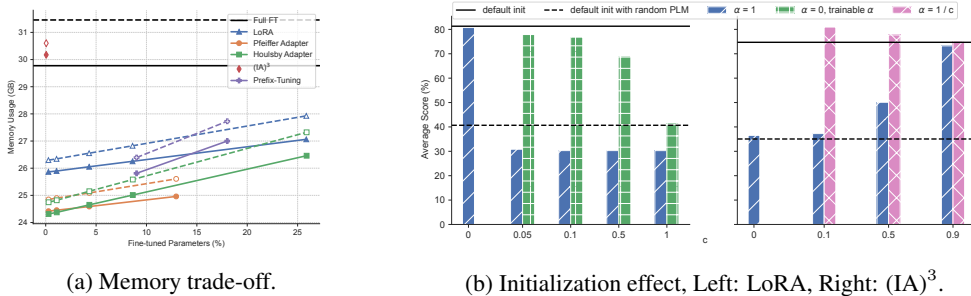 Full FT
LoRA
Pfeiffer Adapter
Houlsby Adapter
(IA)³
Prefix-Tuning
Memory Usage (GB)
31
30
29
28
27
26
25
24
0 5 10 15 20 25
Fine-tuned Parameters (%)
(a) Memory trade-off.
default init default init with random PLM α = 1 α = 0, trainable α α = 1 / c
Average Score (%)
80
70
60
50
40
30
20
10
0
0 0.05 0.1 0.5 1
c
0 0.1 0.5 0.9
(b) Initialization effect, Left: LoRA, Right: (IA)³.